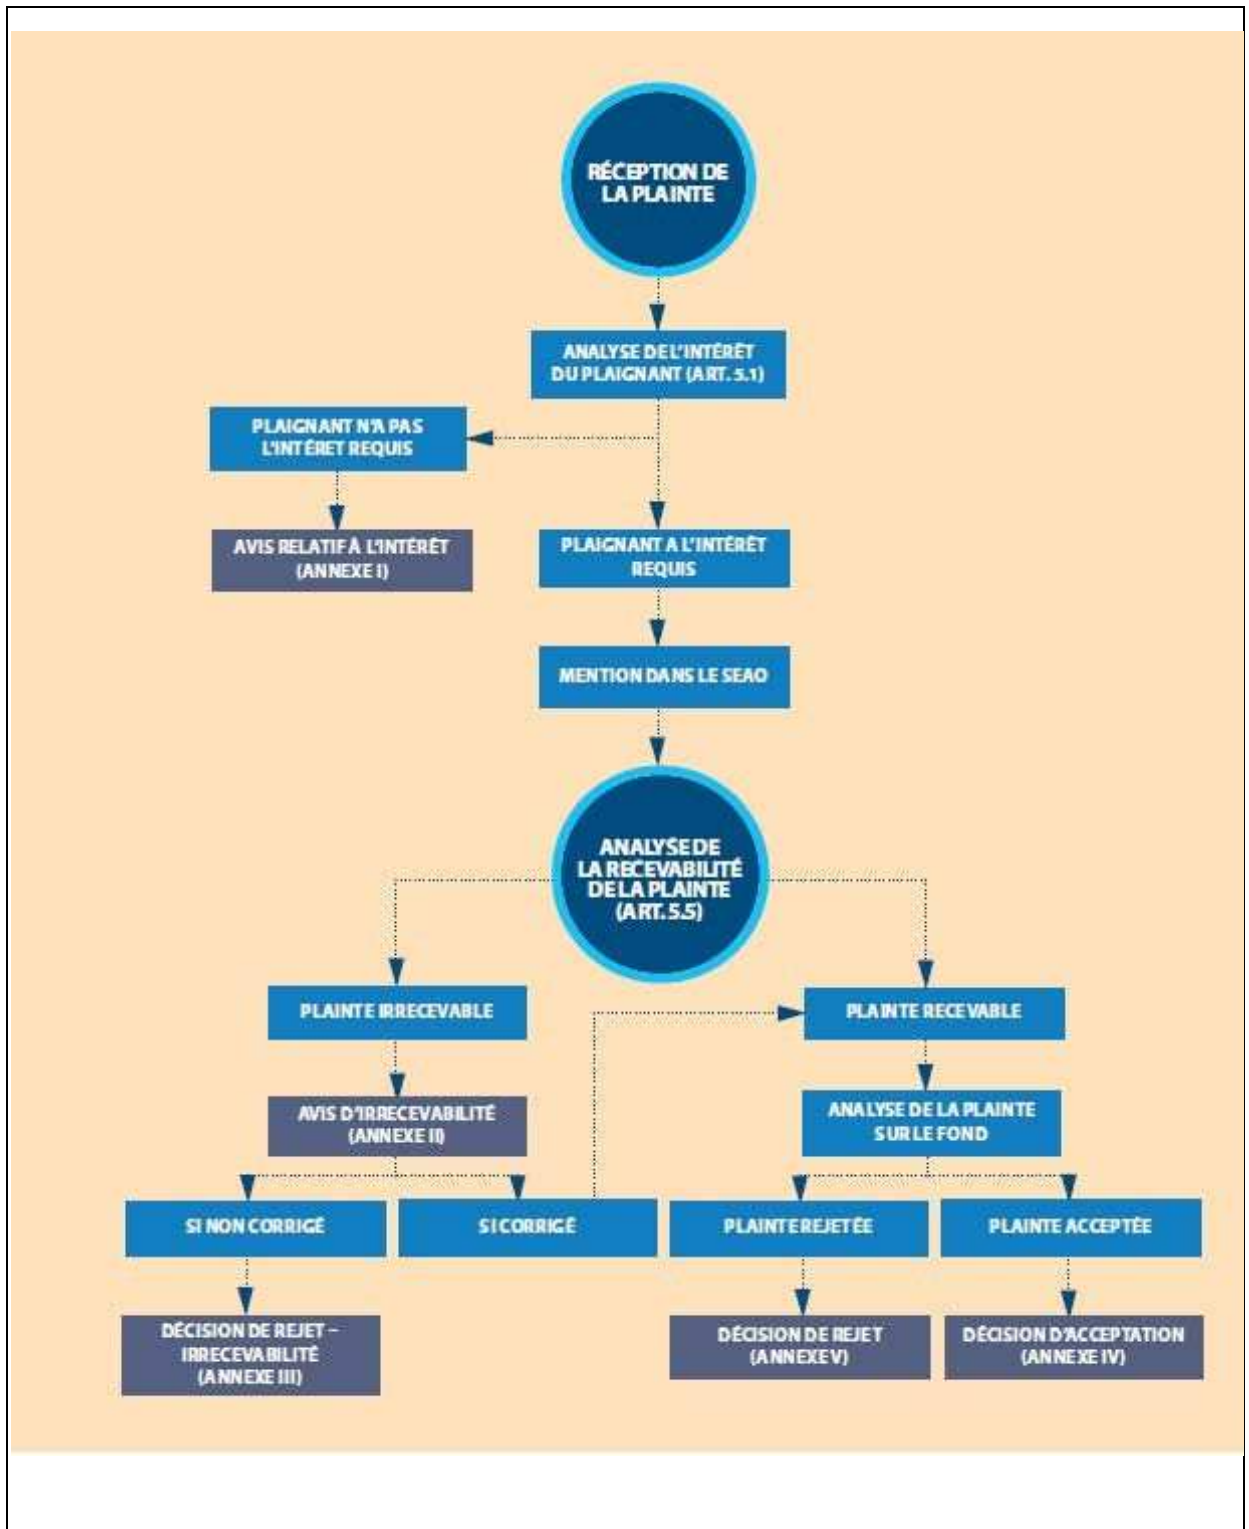 RÉCEPTION DE
LA PLAINTE
ANALYSE DE L'INTÉRÊT
DU PLAIGNANT (ART. 5.1)
PLAIGNANT N'A PAS
L'INTÉRET REQUIS
AVIS RELATIF À L'INTÉRÊT
(ANNEXE I)
PLAIGNANT A L'INTÉRÊT
REQUIS
MENTION DANS LE SEAO
ANALYSE DE
LA RECEVABILITÉ
DE LA PLAINTE
(ART. 5.5)
PLAINTE IRRECEVABLE
PLAINTE RECEVABLE
AVIS D'IRRECEVABILITÉ
(ANNEXE II)
ANALYSE DE LA PLAINTE
SUR LE FOND
SI NON CORRIGÉ
SI CORRIGÉ
PLAINTE REJETÉE
PLAINTE ACCEPTÉE
DÉCISION DE REJET –
IRRECEVABILITÉ
(ANNEXE III)
DÉCISION DE REJET
(ANNEXE V)
DÉCISION D'ACCEPTATION
(ANNEXE IV)